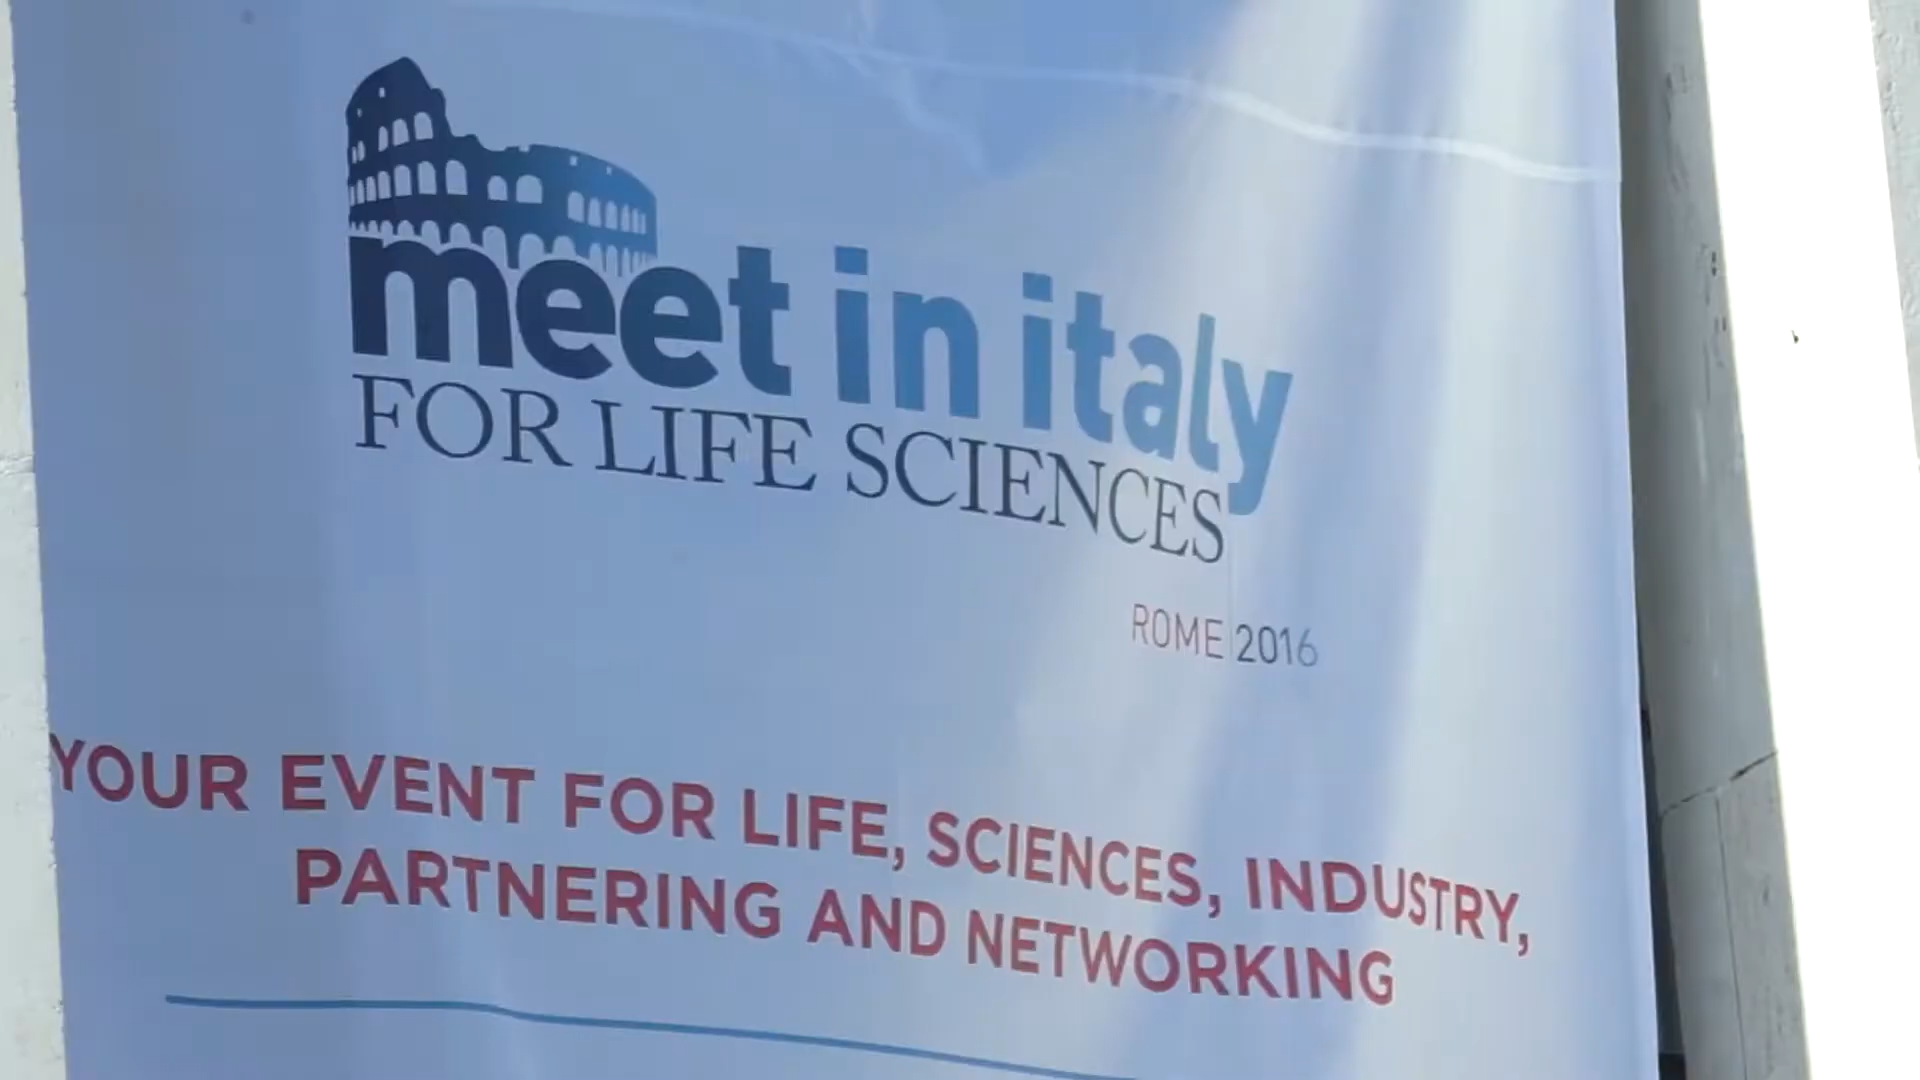 meet in italy
FOR LIFE SCIENCES
ROME 2016
YOUR EVENT FOR LIFE, SCIENCES, INDUSTRY,
PARTNERING AND NETWORKING